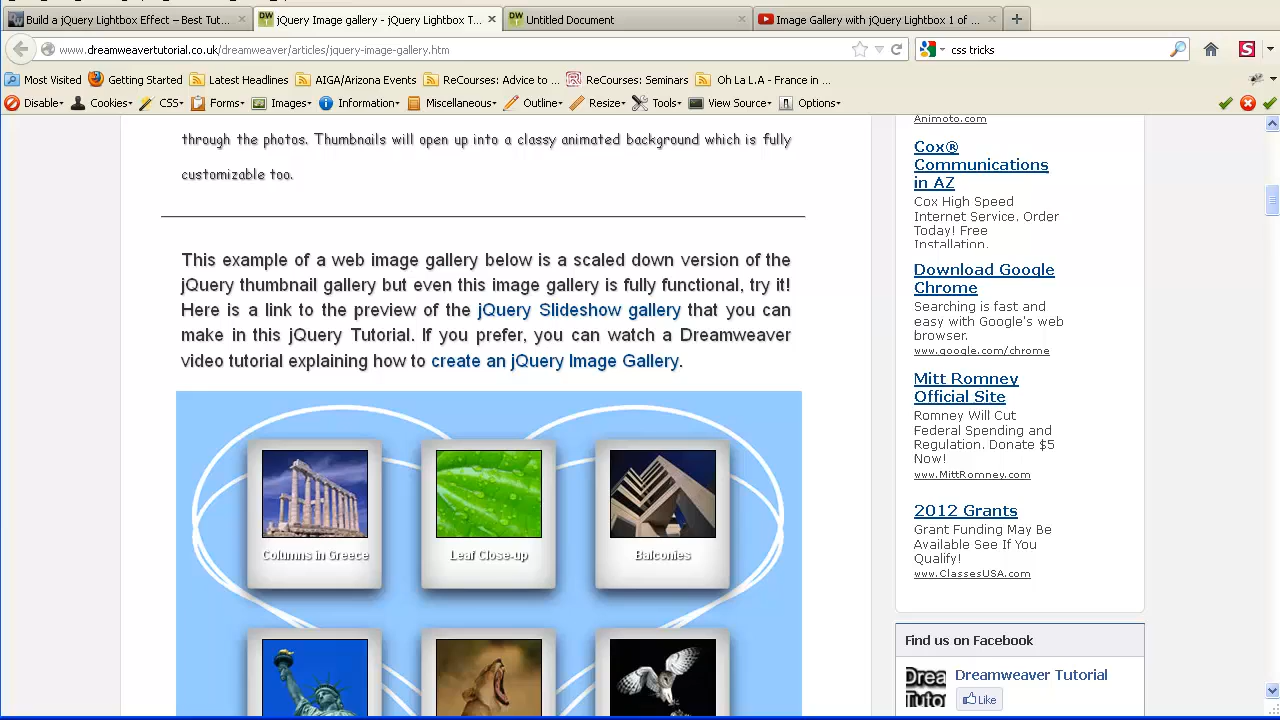 Build a jQuery Lightbox Effect – Best Tut...
jQuery Image gallery - jQuery Lightbox T...
Untitled Document
Image Gallery with jQuery Lightbox 1 of ...
www.dreamweavertutorial.co.uk/dreamweaver/articles/jquery-image-gallery.htm
css tricks
Most Visited Getting Started Latest Headlines AIGA/Arizona Events ReCourses: Advice to ... ReCourses: Seminars Oh La L.A - France in ...
Disable Cookies CSS Forms Images Information Miscellaneous Outline Resize Tools View Source Options
through the photos. Thumbnails will open up into a classy animated background which is fully
customizable too.
This example of a web image gallery below is a scaled down version of the
jQuery thumbnail gallery but even this image gallery is fully functional, try it!
Here is a link to the preview of the jQuery Slideshow gallery that you can
make in this jQuery Tutorial. If you prefer, you can watch a Dreamweaver
video tutorial explaining how to create an jQuery Image Gallery.
Columns in Greece
Leaf Close-up
Balconies
Animoto.com
Cox®
Communications
in AZ
Cox High Speed
Internet Service. Order
Today! Free
Installation.
Download Google
Chrome
Searching is fast and
easy with Google's web
browser.
www.google.com/chrome
Mitt Romney
Official Site
Romney Will Cut
Federal Spending and
Regulation. Donate $5
Now!
www.MittRomney.com
2012 Grants
Grant Funding May Be
Available See If You
Qualify!
www.ClassesUSA.com
Find us on Facebook
Drea
Tuto
Dreamweaver Tutorial
Like